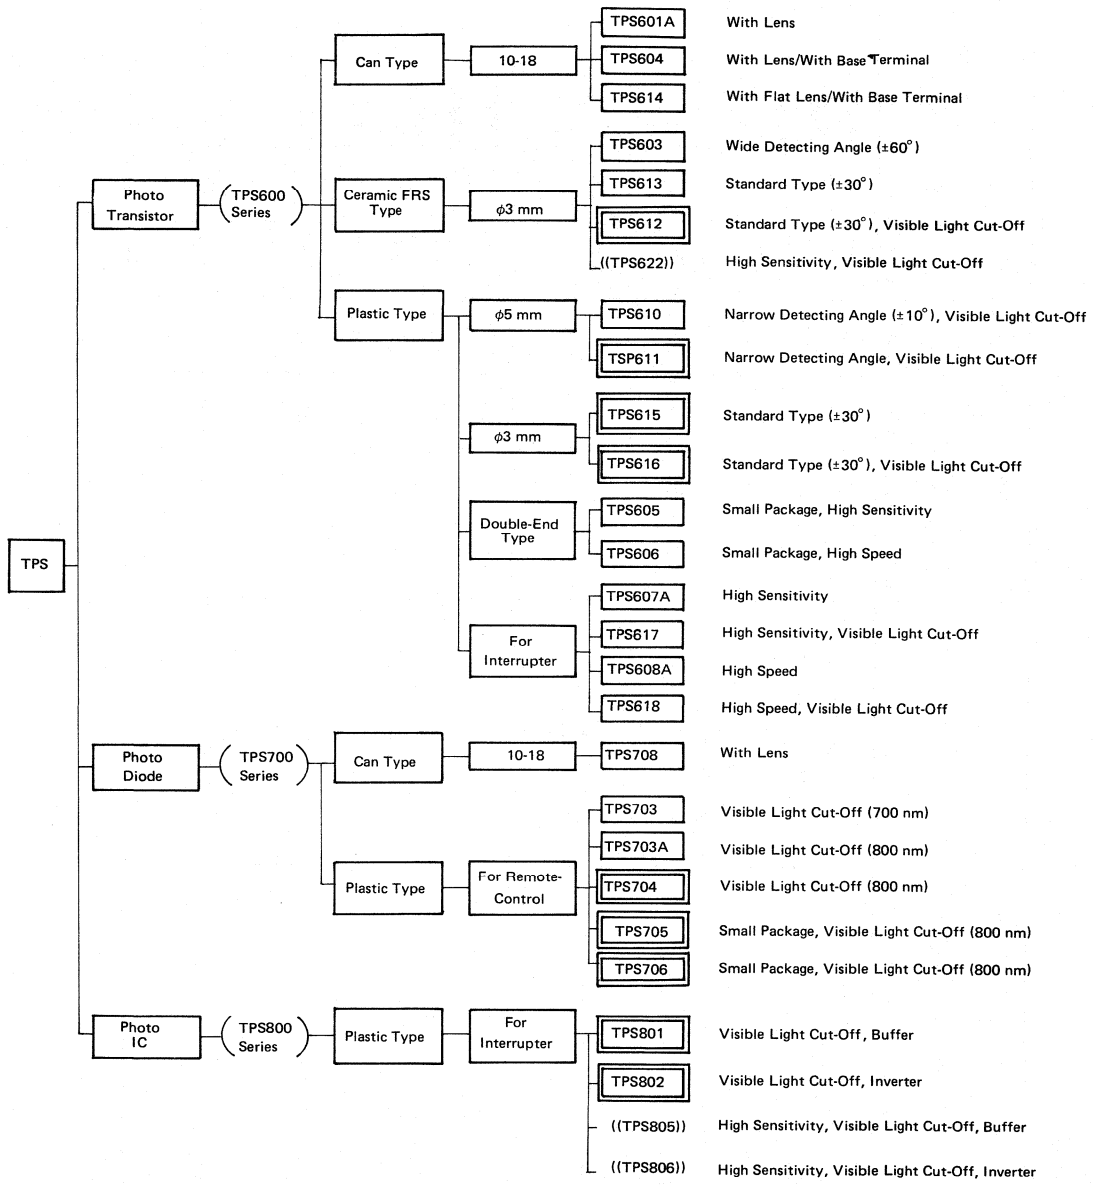 TPS601A With Lens
Can Type 10-18 TPS604 With Lens/With Base Terminal
TPS614 With Flat Lens/With Base Terminal
TPS603 Wide Detecting Angle (±60°)
Photo
Transistor
(TPS600
Series)
Ceramic FRS
Type
φ3 mm
TPS613 Standard Type (±30°)
TPS612 Standard Type (±30°), Visible Light Cut-Off
((TPS622)) High Sensitivity, Visible Light Cut-Off
Plastic Type φ5 mm TPS610 Narrow Detecting Angle (±10°), Visible Light Cut-Off
TSP611 Narrow Detecting Angle, Visible Light Cut-Off
φ3 mm
TPS615 Standard Type (±30°)
TPS616 Standard Type (±30°), Visible Light Cut-Off
Double-End
Type
TPS605 Small Package, High Sensitivity
TPS606 Small Package, High Speed
TPS
For
Interrupter
TPS607A High Sensitivity
TPS617 High Sensitivity, Visible Light Cut-Off
TPS608A High Speed
TPS618 High Speed, Visible Light Cut-Off
Photo
Diode
(TPS700
Series)
Can Type 10-18 TPS708 With Lens
Plastic Type
For Remote-
Control
TPS703 Visible Light Cut-Off (700 nm)
TPS703A Visible Light Cut-Off (800 nm)
TPS704 Visible Light Cut-Off (800 nm)
TPS705 Small Package, Visible Light Cut-Off (800 nm)
TPS706 Small Package, Visible Light Cut-Off (800 nm)
Photo
IC
(TPS800
Series)
Plastic Type
For
Interrupter
TPS801 Visible Light Cut-Off, Buffer
TPS802 Visible Light Cut-Off, Inverter
((TPS805)) High Sensitivity, Visible Light Cut-Off, Buffer
((TPS806)) High Sensitivity, Visible Light Cut-Off, Inverter